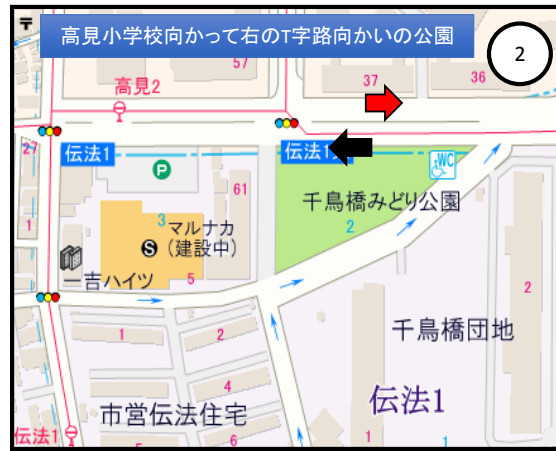 〒
高見小学校向かって右のT字路向かいの公園
2
57
高見2
37
36
伝法1
伝法1
27
P
WC
61
千鳥橋みどり公園
2
1
3
マルナカ
S
(建設中)
一吉ハイツ
5
2
1
2
千鳥橋団地
4
伝法1
市営伝法住宅
伝法1
5
6
1
1